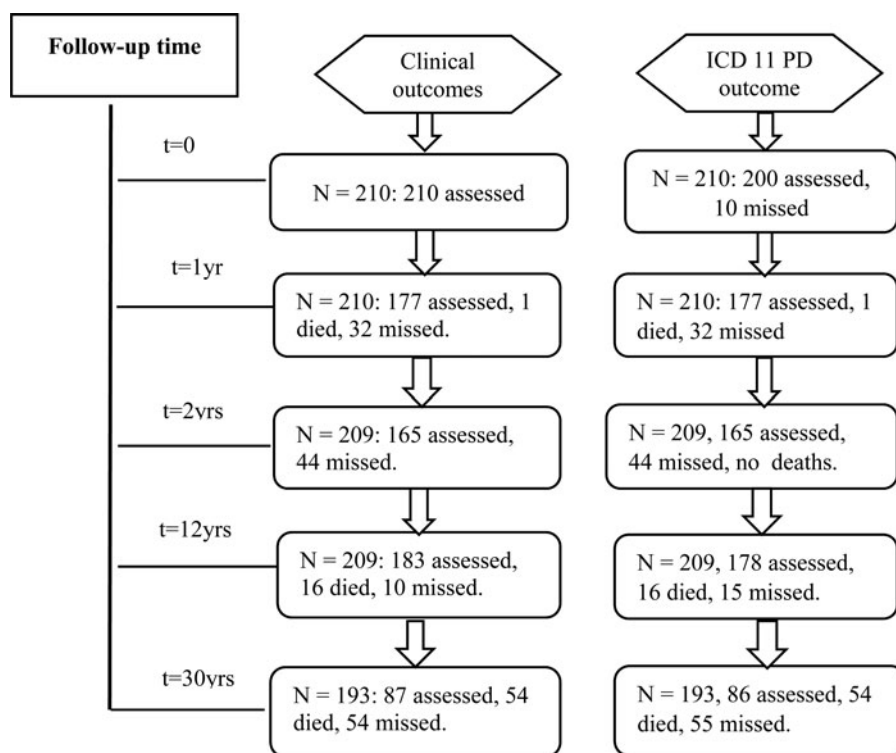 Follow-up time
Clinical
outcomes
ICD 11 PD
outcome
t=0
N = 210: 210 assessed
N = 210: 200 assessed,
10 missed
t=1yr
N = 210: 177 assessed, 1
died, 32 missed.
N = 210: 177 assessed, 1
died, 32 missed
t=2yrs
N = 209: 165 assessed,
44 missed.
N = 209, 165 assessed,
44 missed, no deaths.
t=12yrs
N = 209: 183 assessed,
16 died, 10 missed.
N = 209, 178 assessed,
16 died, 15 missed.
t=30yrs
N = 193: 87 assessed, 54
died, 54 missed.
N = 193, 86 assessed, 54
died, 55 missed.